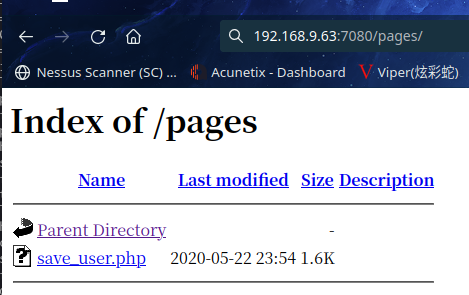 192.168.9.63:7080/pages/
Nessus Scanner (SC) ... Acunetix - Dashboard Viper(炫彩蛇)
Index of /pages
Name Last modified Size Description
Parent Directory -
save_user.php 2020-05-22 23:54 1.6K